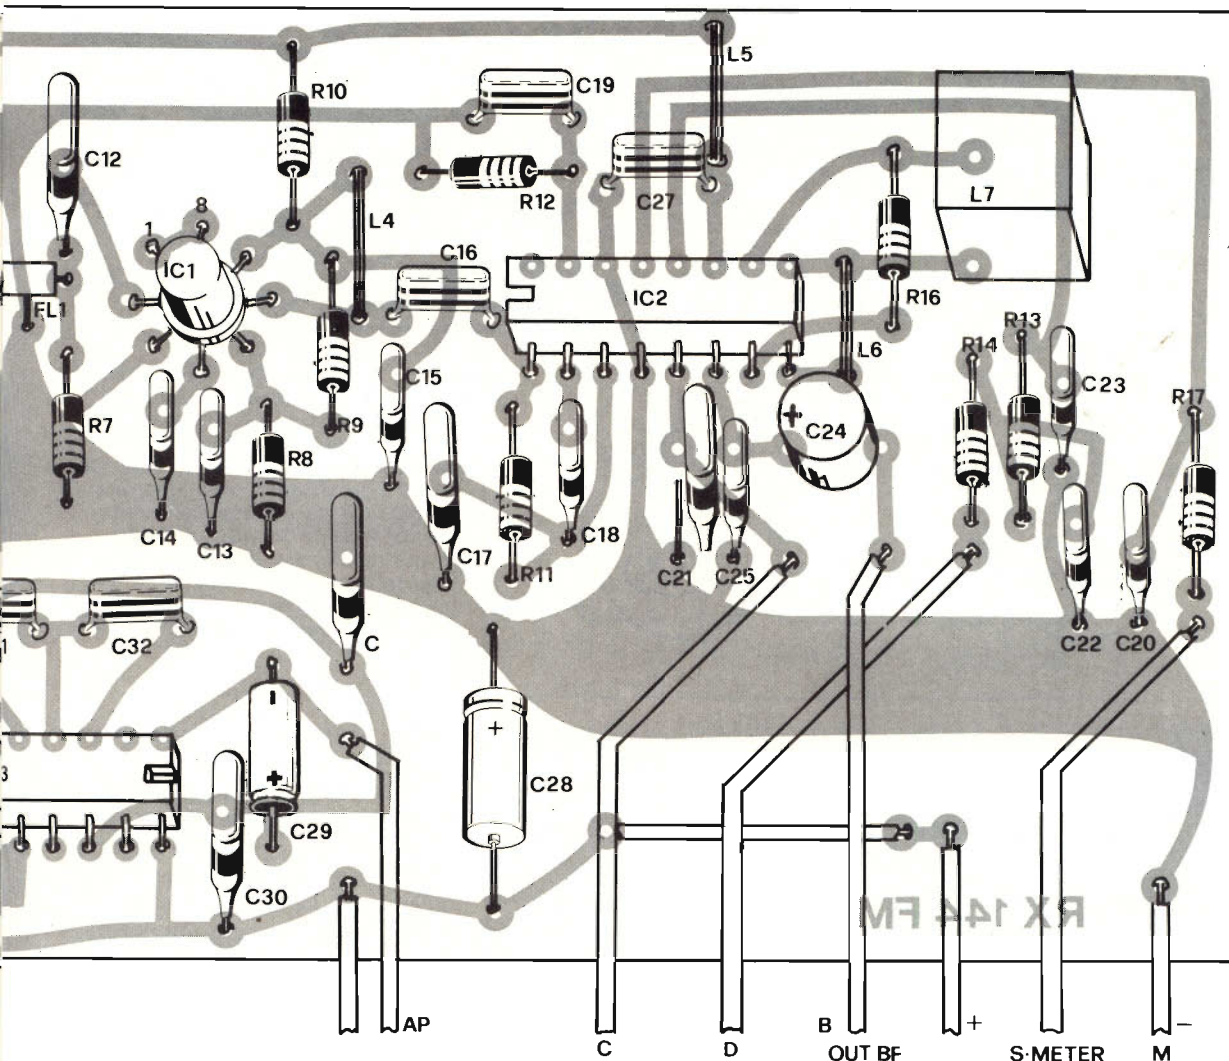 L5
R10
C19
C12
C27
R12
L7
8
1
L4
C16
IC1
IC2
FL1
R16
L6
R13
R14
C15
C23
R17
+
R7
R9
C24
R8
C14
C13
C18
C17
R11
C21
C25
1
C32
C
C22
C20
-
+
3
+
C28
C29
C30
RX 144 FM
AP
B
+
-
C
D
OUT BF
S·METER
M